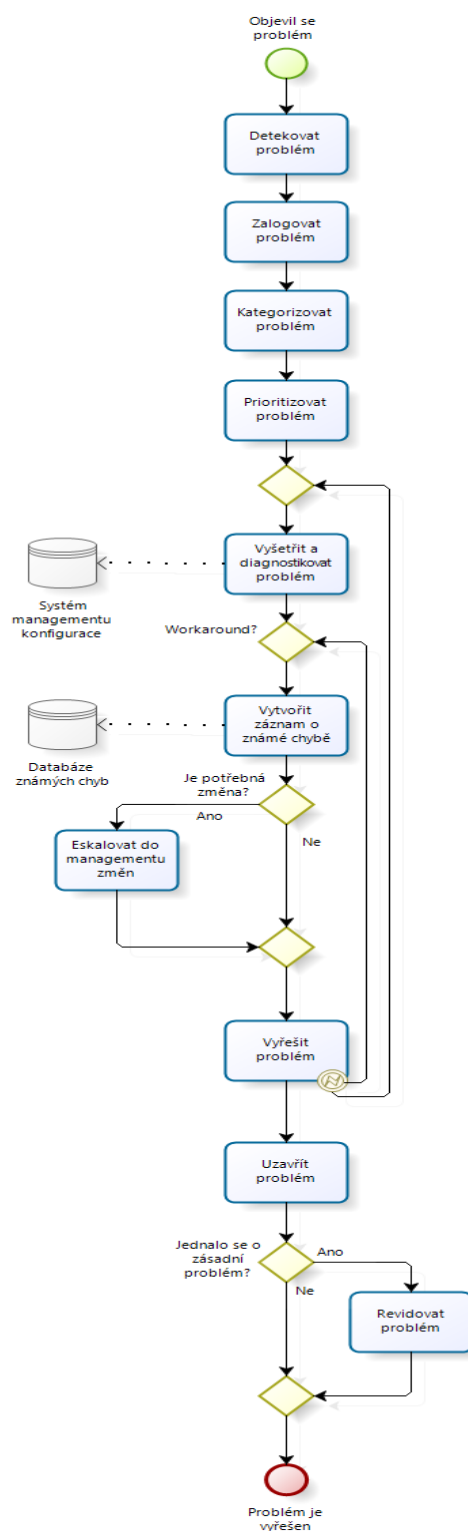 Objevil se
problém
Detekovat
problém
Zalogovat
problém
Kategorizovat
problém
Prioritizovat
problém
Vyšetřit a
diagnostikovat
problém
Systém
managementu
konfigurace
Workaround?
Vytvořit
záznam o
známé chybě
Databáze
známých chyb
Je potřebná
změna?
Ano
Ne
Eskalovat do
managementu
změn
Vyřešit
problém
Uzavřít
problém
Jednalo se o
zásadní
problém?
Ano
Ne
Revidovat
problém
Problém je
vyřešen